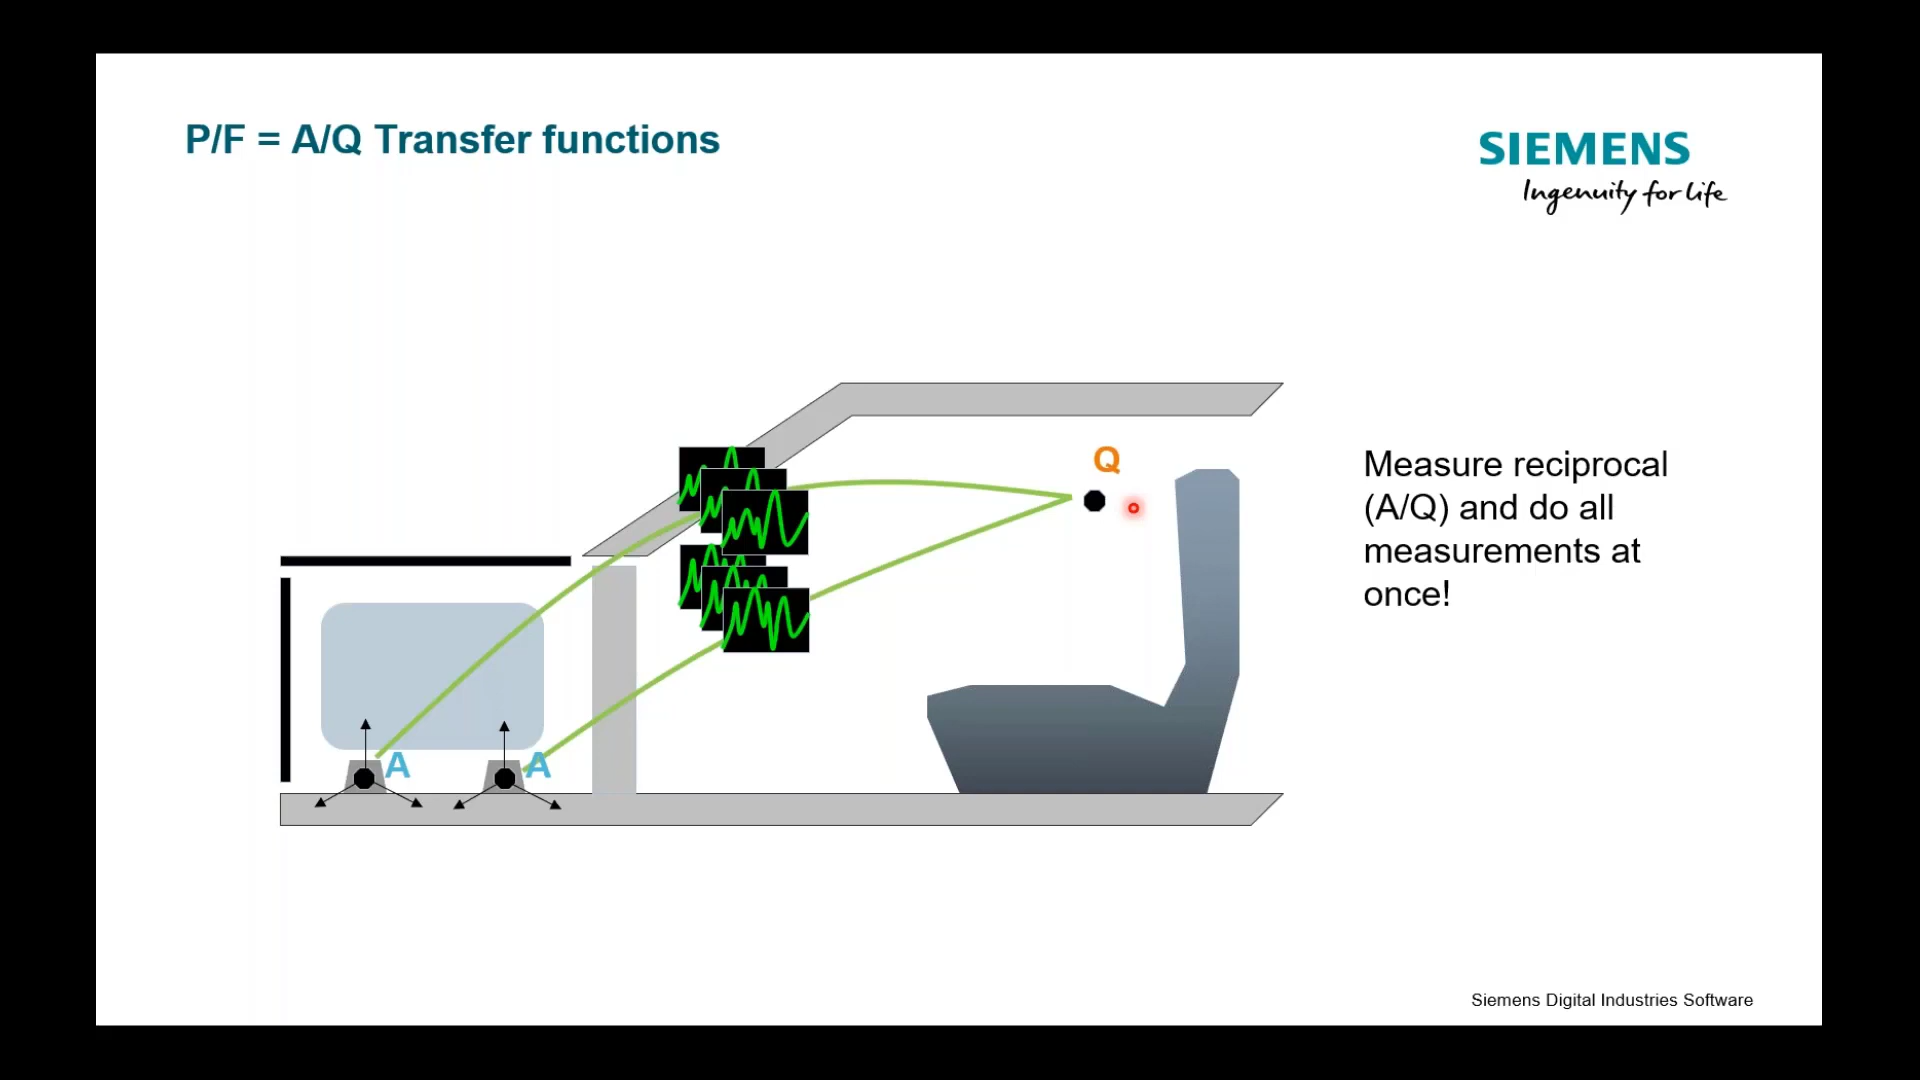 P/F = A/Q Transfer functions
SIEMENS
Ingenuity for life
Q
Measure reciprocal
(A/Q) and do all
measurements at
once!
A
A
Siemens Digital Industries Software